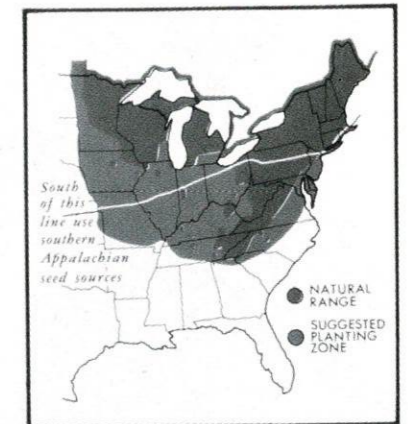 South
of this
line use
southern
Appalachian
seed sources
NATURAL
RANGE
SUGGESTED
PLANTING
ZONE